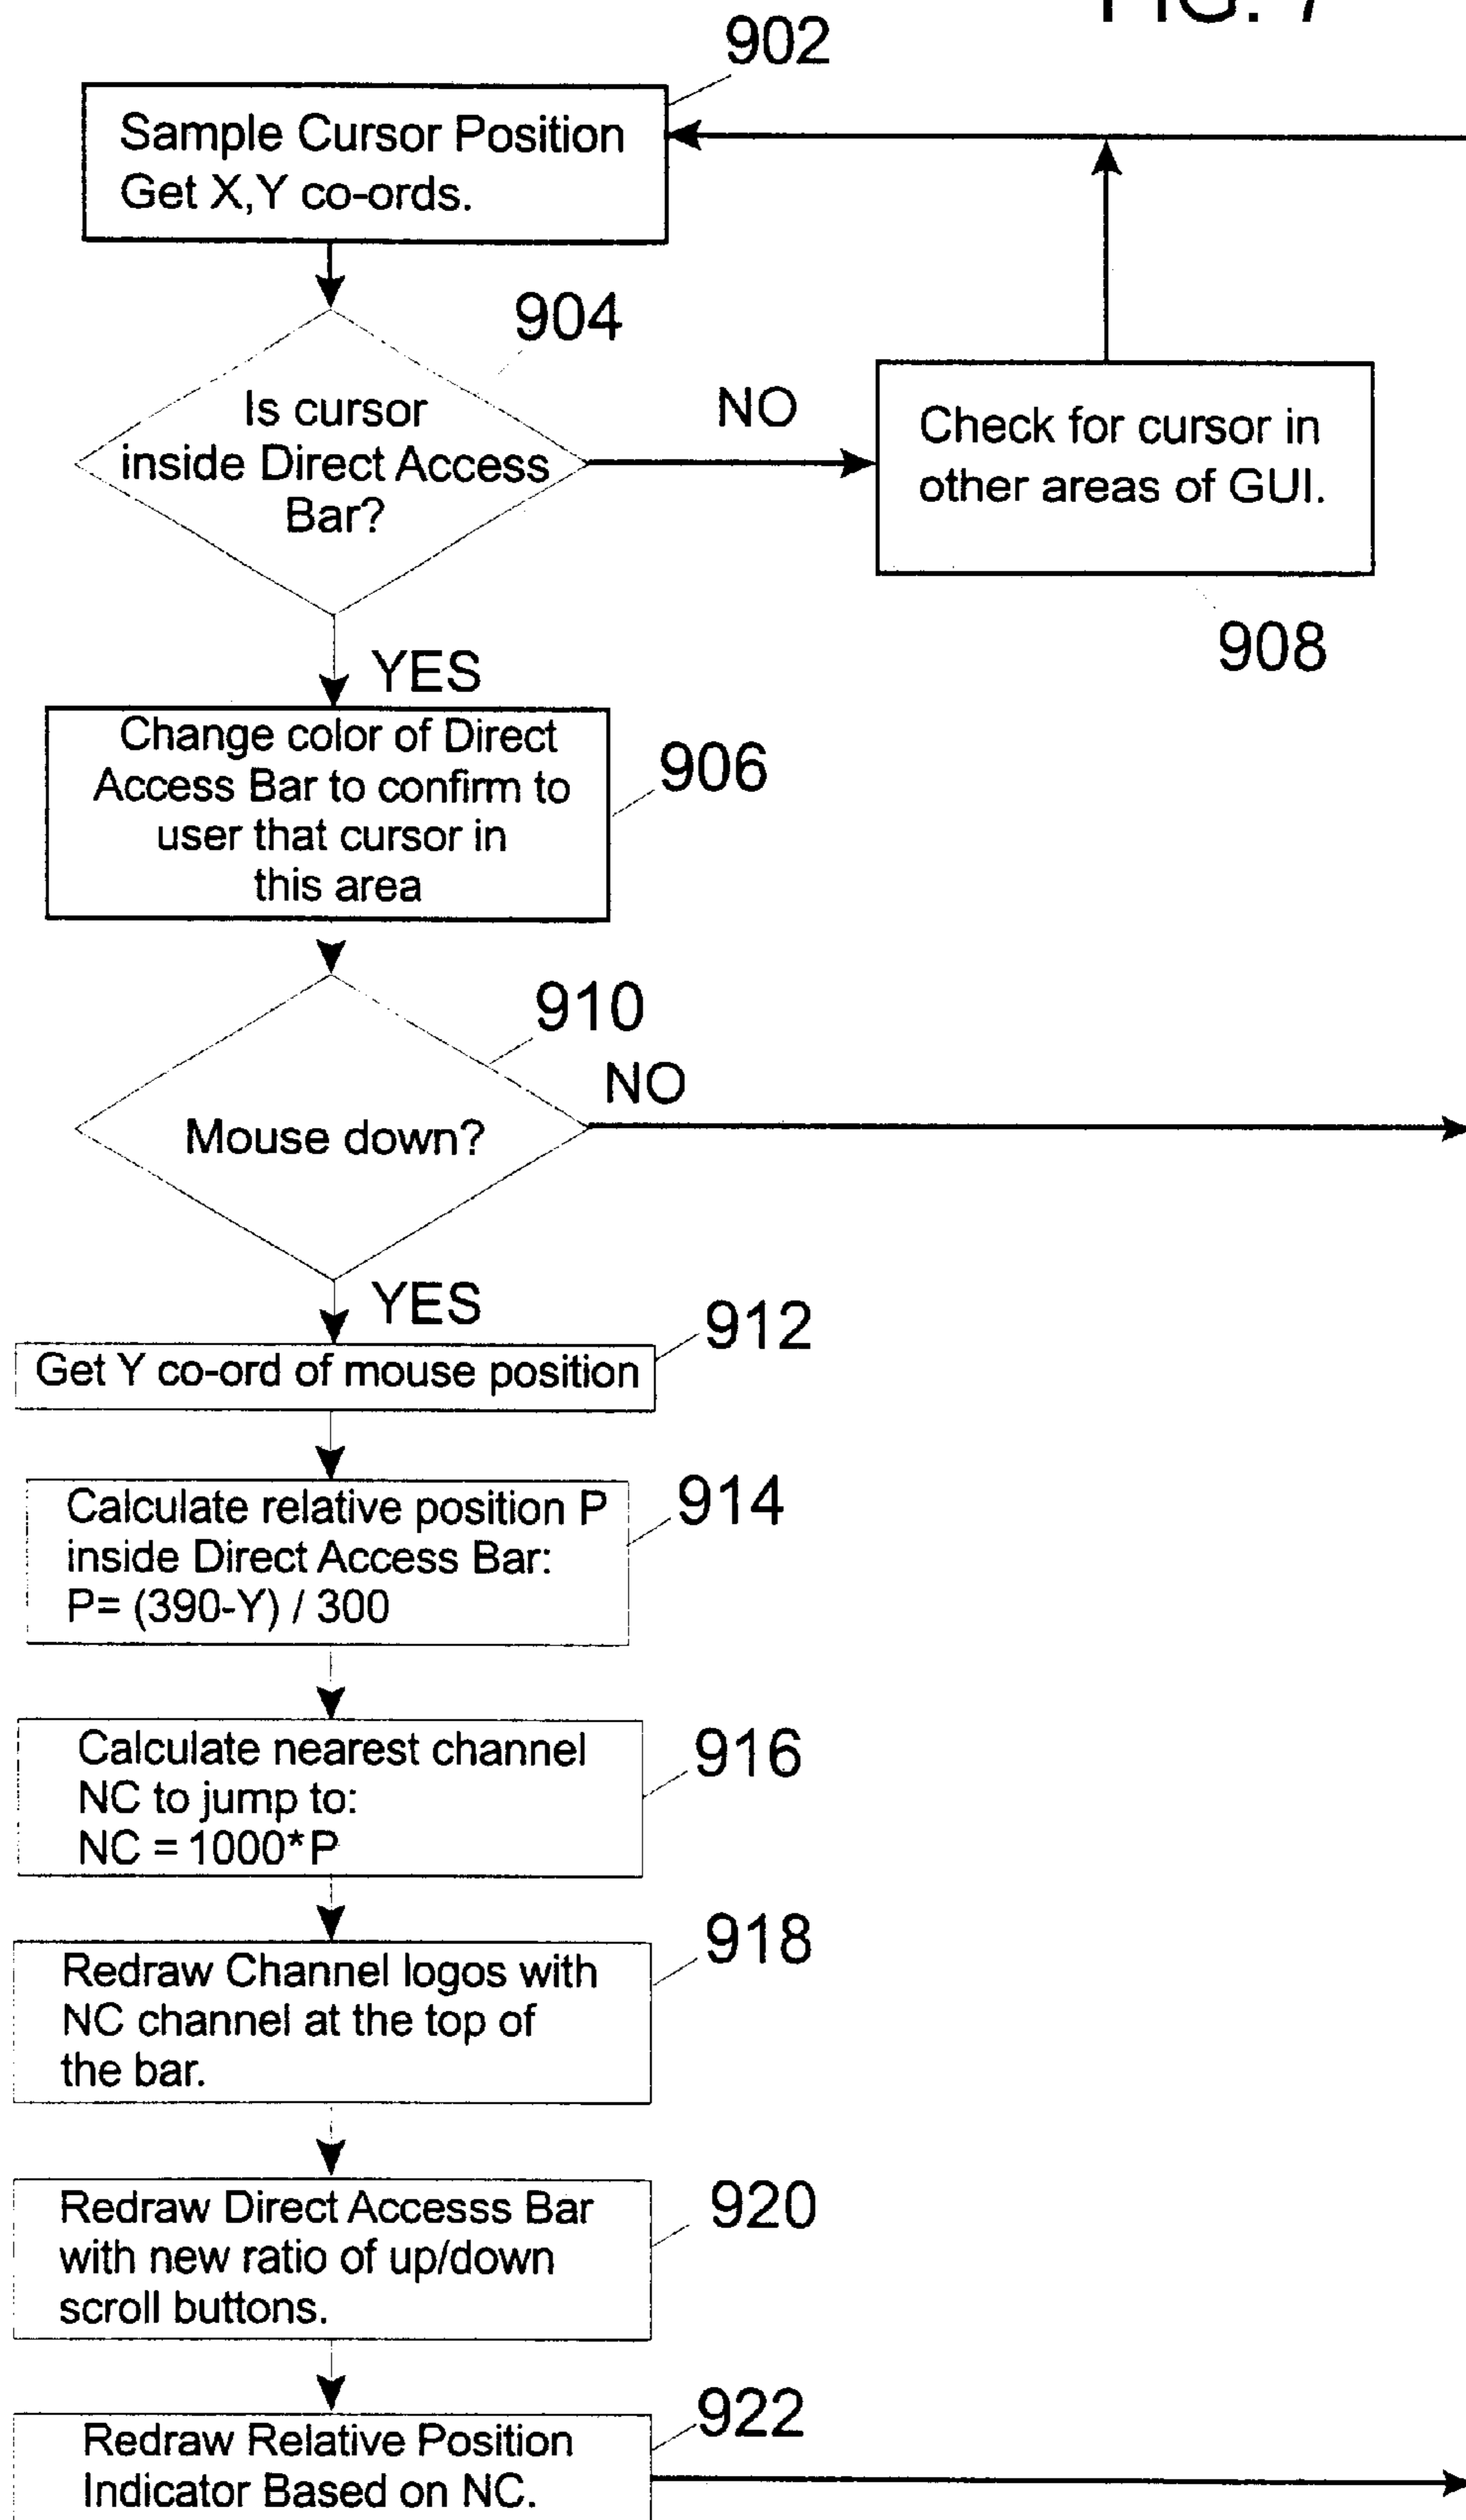 FIG. 7
902
Sample Cursor Position
Get X,Y co-ords.
904
Is cursor
inside Direct Access
Bar?
NO
Check for cursor in
other areas of GUI.
908
YES
Change color of Direct
Access Bar to confirm to
user that cursor in
this area
906
910
NO
Mouse down?
YES
912
Get Y co-ord of mouse position
914
Calculate relative position P
inside Direct Access Bar:
P= (390-Y) / 300
916
Calculate nearest channel
NC to jump to:
NC = 1000*P
918
Redraw Channel logos with
NC channel at the top of
the bar.
920
Redraw Direct Accesss Bar
with new ratio of up/down
scroll buttons.
922
Redraw Relative Position
Indicator Based on NC.